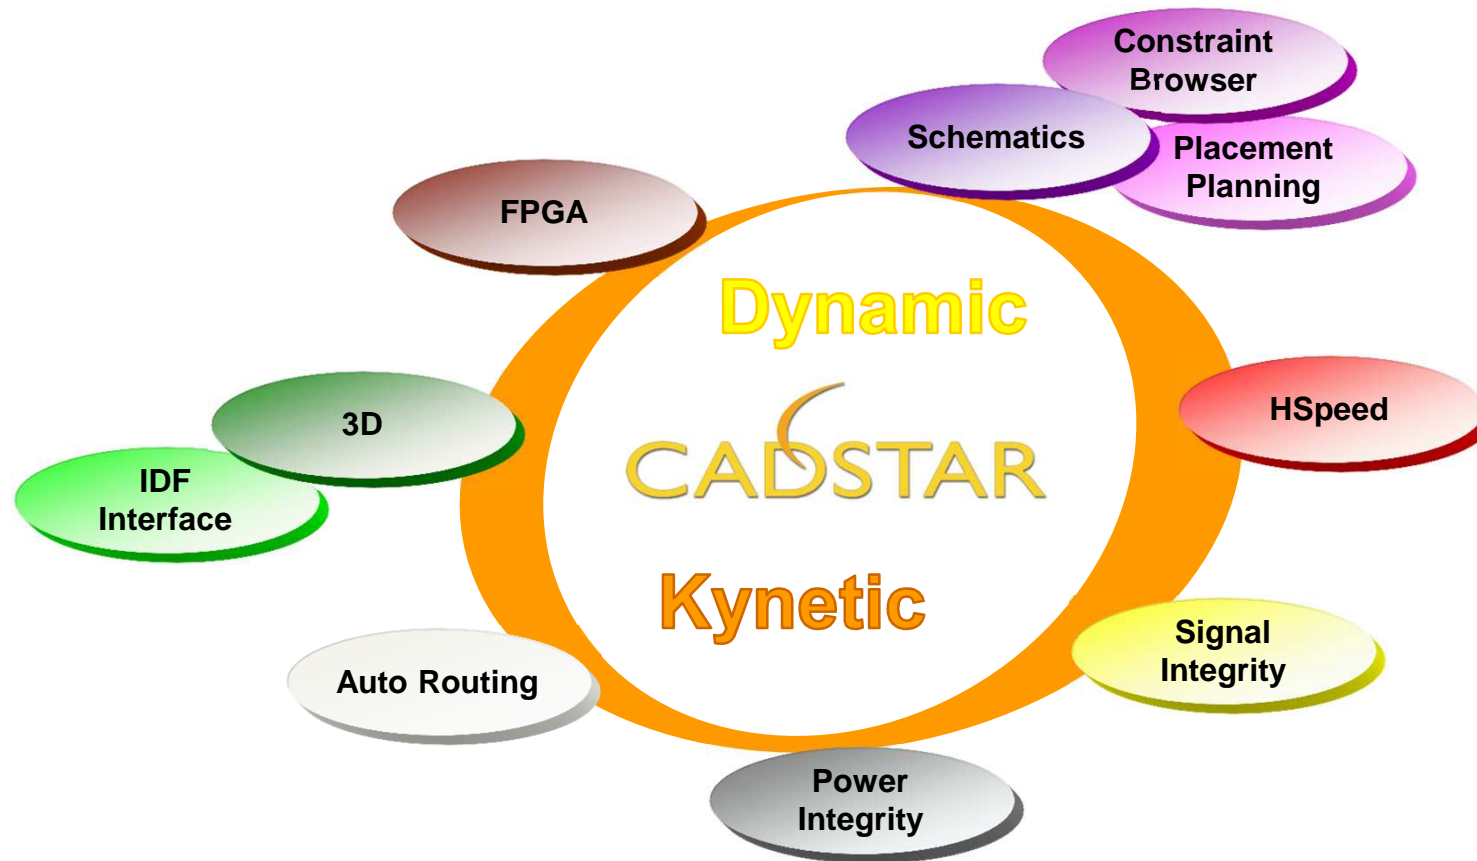 Constraint
Browser
Schematics
Placement
Planning
FPGA
Dynamic
HSpeed
3D
CADSTAR
IDF
Interface
Kynetic
Signal
Integrity
Auto Routing
Power
Integrity